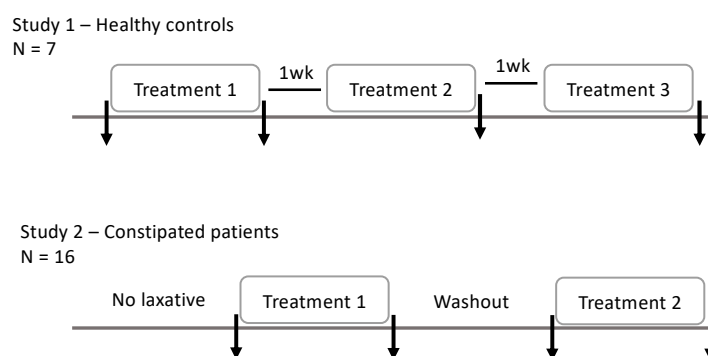 Study 1 – Healthy controls
N = 7
Treatment 1
1wk
Treatment 2
1wk
Treatment 3
Study 2 – Constipated patients
N = 16
No laxative
Treatment 1
Washout
Treatment 2